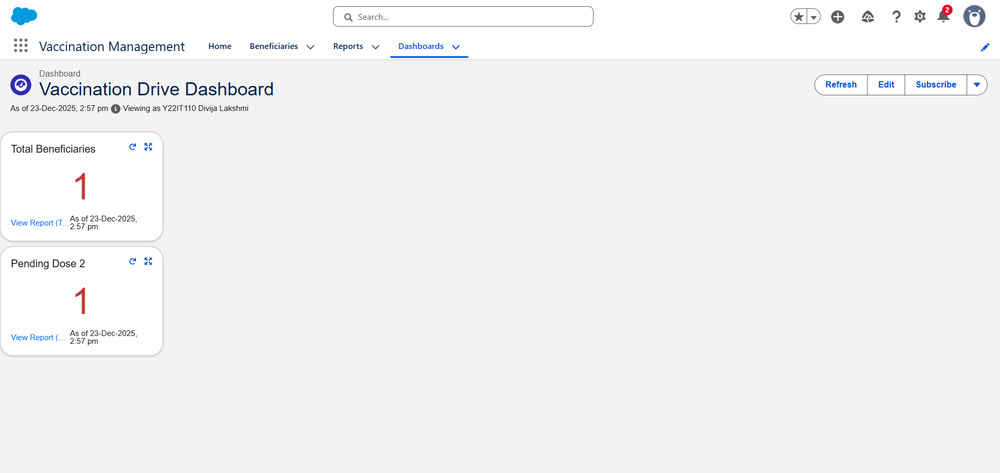 Search...
2
Vaccination Management
Home
Beneficiaries
Reports
Dashboards
Dashboard
Vaccination Drive Dashboard
As of 23-Dec-2025, 2:57 pm·Viewing as Y22IT110 Divija Lakshmi
Refresh
Edit
Subscribe
Total Beneficiaries
1
View Report (T...
As of 23-Dec-2025,
2:57 pm
Pending Dose 2
1
View Report (...
As of 23-Dec-2025,
2:57 pm